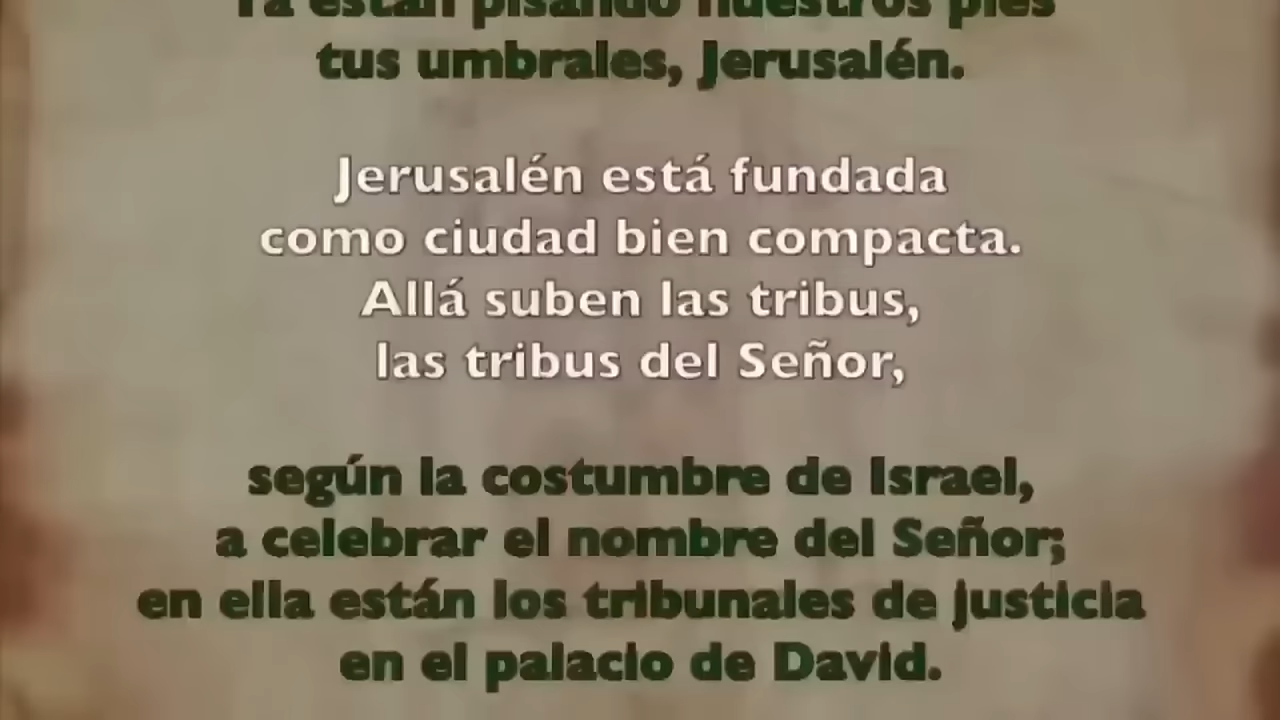 Ya están pisando nuestros pies
tus umbrales, Jerusalén.
Jerusalén está fundada
como ciudad bien compacta.
Allá suben las tribus,
las tribus del Señor,
según la costumbre de Israel,
a celebrar el nombre del Señor;
en ella están los tribunales de justicia
en el palacio de David.